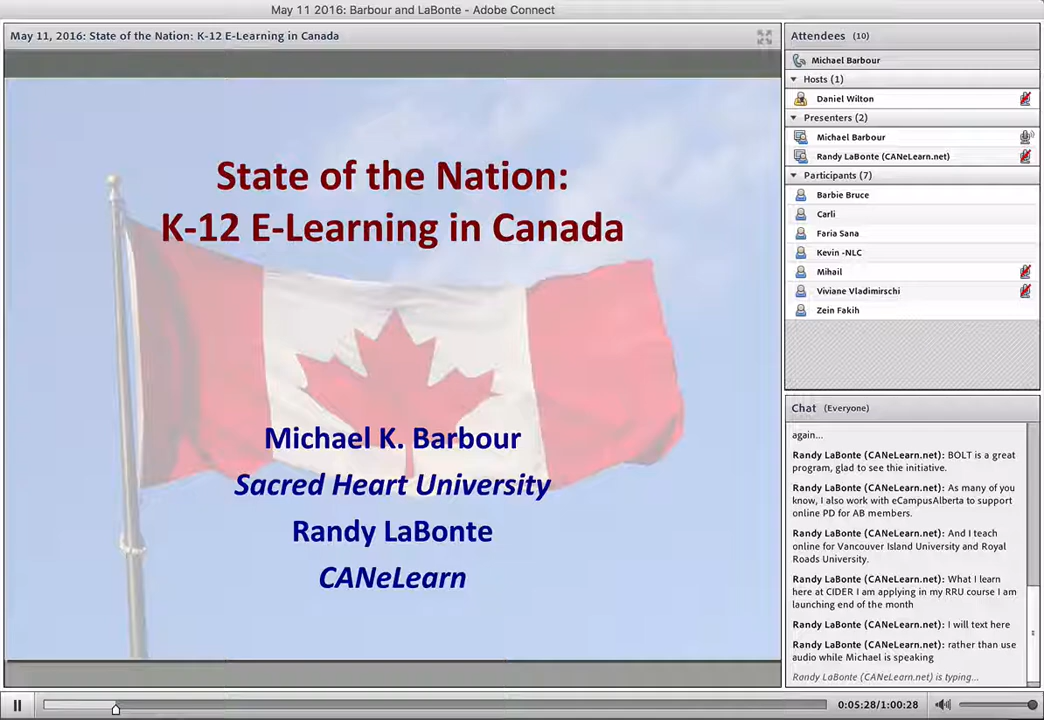 May 11 2016: Barbour and LaBonte - Adobe Connect
May 11, 2016: State of the Nation: K-12 E-Learning in Canada
State of the Nation:
K-12 E-Learning in Canada
Michael K. Barbour
Sacred Heart University
Randy LaBonte
CANeLearn
Attendees (10)
Michael Barbour
Hosts (1)
Daniel Wilton
Presenters (2)
Michael Barbour
Randy LaBonte (CANeLearn.net)
Participants (7)
Barbie Bruce
Carli
Faria Sana
Kevin -NLC
Mihail
Viviane Vladimirschi
Zein Fakih
Chat (Everyone)
again...
Randy LaBonte (CANeLearn.net): BOLT is a great
program, glad to see thie initiative.
Randy LaBonte (CANeLearn.net): As many of you
know, I also work with eCampusAlberta to support
online PD for AB members.
Randy LaBonte (CANeLearn.net): And I teach
online for Vancouver Island University and Royal
Roads University.
Randy LaBonte (CANeLearn.net): What I learn
here at CIDER I am applying in my RRU course I am
launching end of the month
Randy LaBonte (CANeLearn.net): I will text here
Randy LaBonte (CANeLearn.net): rather than use
audio while Michael is speaking
Randy LaBonte (CANeLearn.net) is typing...
0:05:28/1:00:28